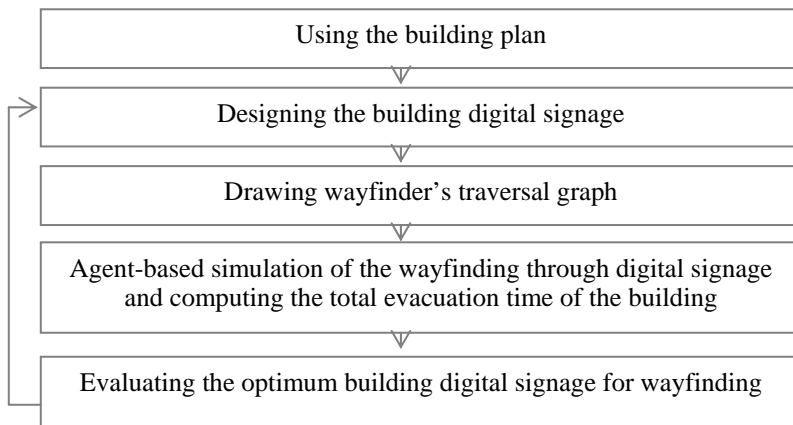 Using the building plan
Designing the building digital signage
Drawing wayfinder’s traversal graph
Agent-based simulation of the wayfinding through digital signage
and computing the total evacuation time of the building
Evaluating the optimum building digital signage for wayfinding